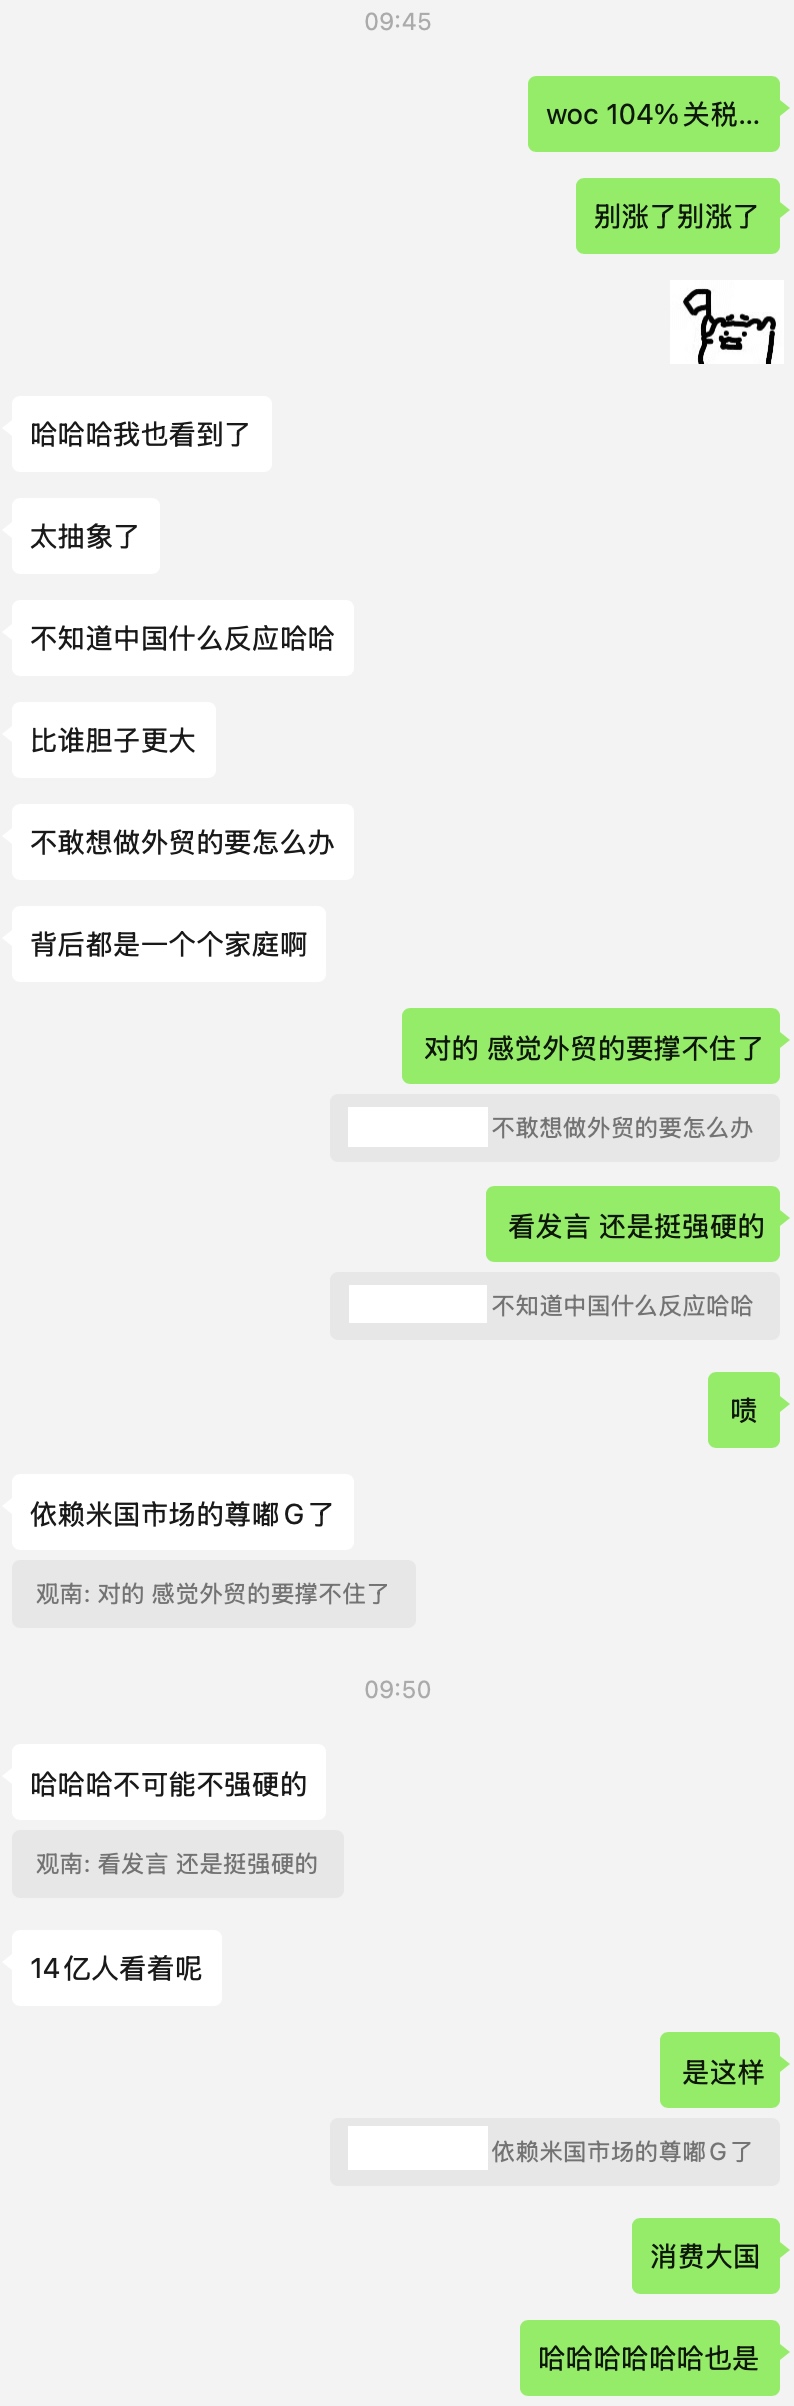 09:45
woc 104%关税...
别涨了别涨了
哈哈哈我也看到了
太抽象了
不知道中国什么反应哈哈
比谁胆子更大
不敢想做外贸的要怎么办
背后都是一个个家庭啊
对的 感觉外贸的要撑不住了
不敢想做外贸的要怎么办
看发言 还是挺强硬的
不知道中国什么反应哈哈
啧
依赖米国市场的尊嘟G了
观南: 对的 感觉外贸的要撑不住了
09:50
哈哈哈不可能不强硬的
观南: 看发言 还是挺强硬的
14亿人看着呢
是这样
依赖米国市场的尊嘟G了
消费大国
哈哈哈哈哈哈也是